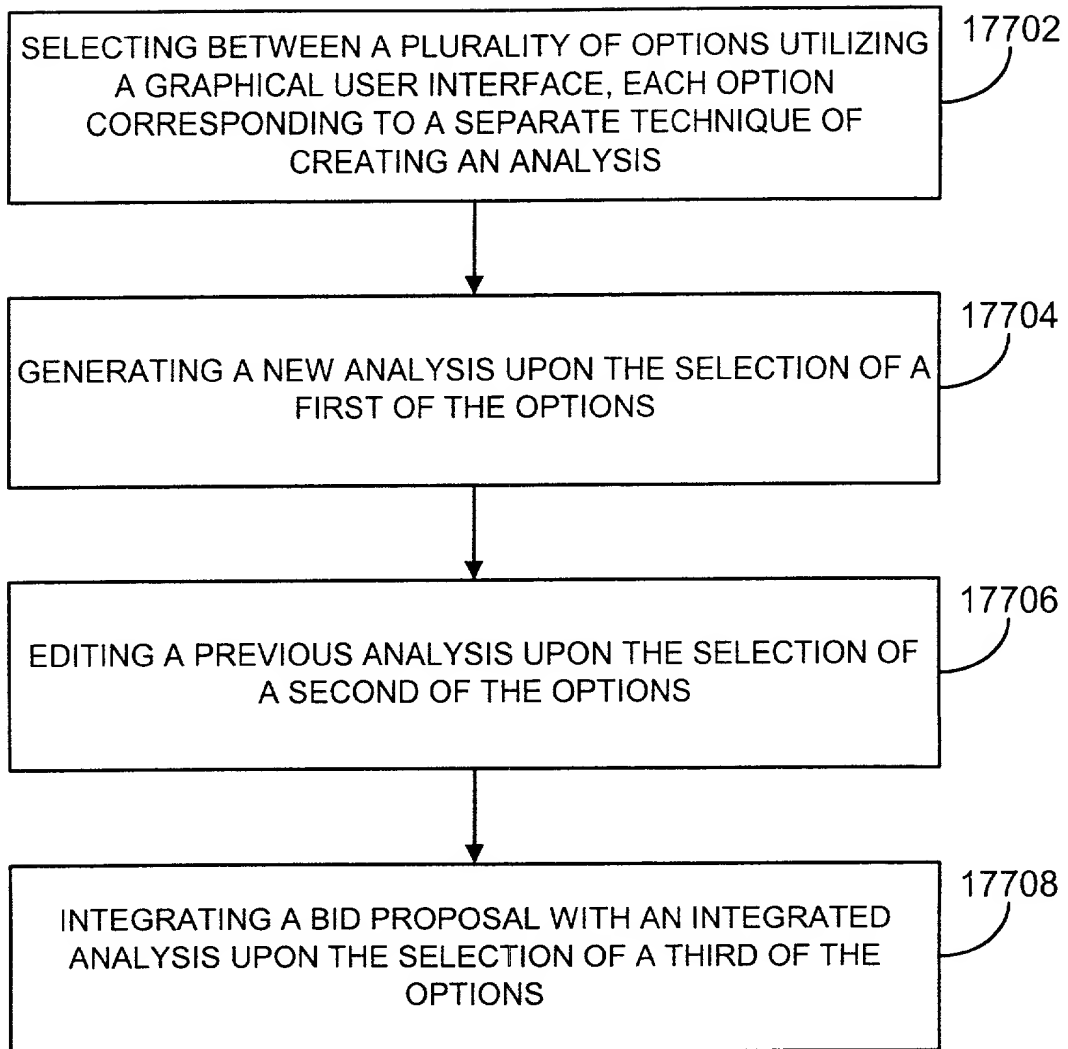 17702
SELECTING BETWEEN A PLURALITY OF OPTIONS UTILIZING
A GRAPHICAL USER INTERFACE, EACH OPTION
CORRESPONDING TO A SEPARATE TECHNIQUE OF
CREATING AN ANALYSIS
17704
GENERATING A NEW ANALYSIS UPON THE SELECTION OF A
FIRST OF THE OPTIONS
17706
EDITING A PREVIOUS ANALYSIS UPON THE SELECTION OF
A SECOND OF THE OPTIONS
17708
INTEGRATING A BID PROPOSAL WITH AN INTEGRATED
ANALYSIS UPON THE SELECTION OF A THIRD OF THE
OPTIONS